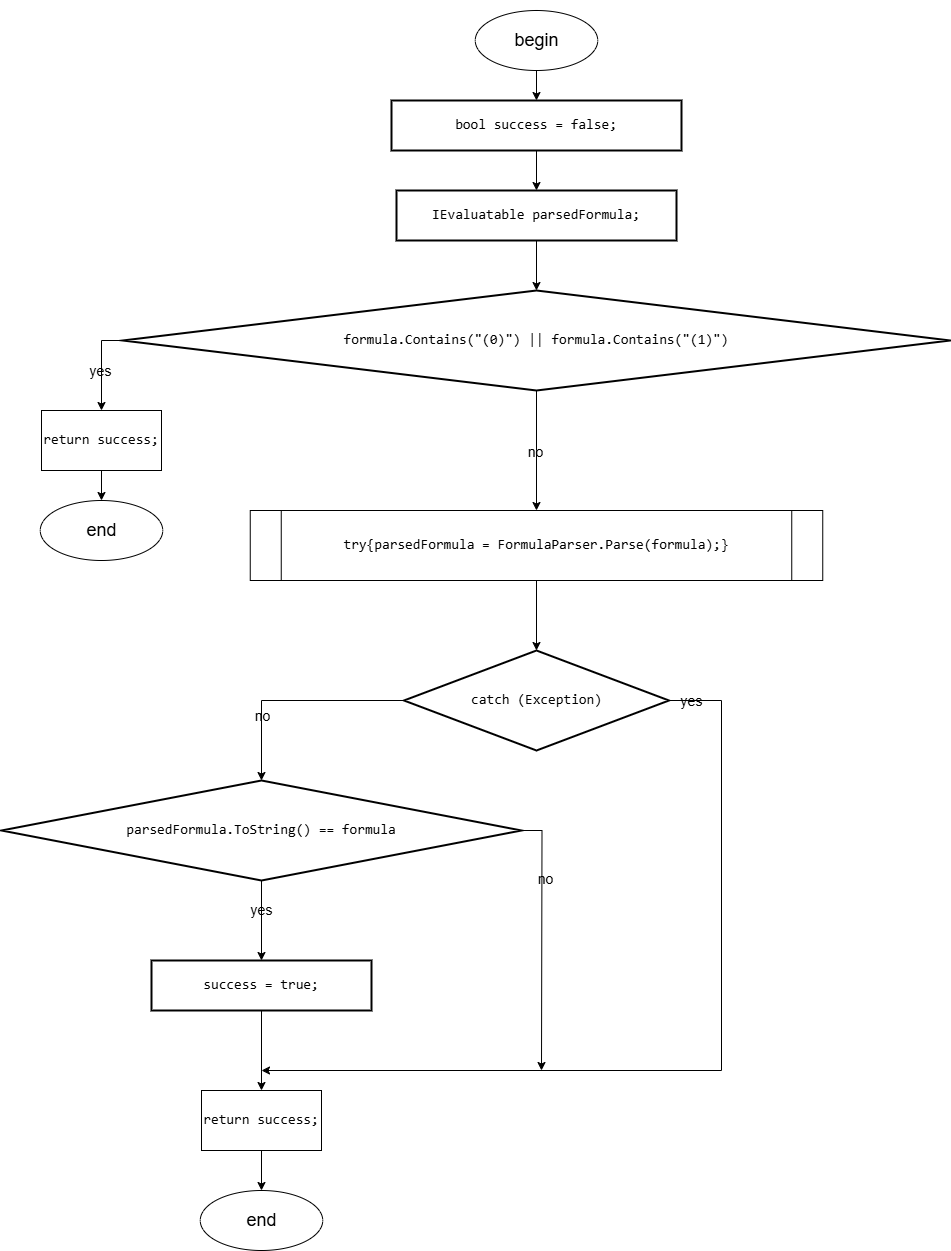 begin
bool success = false;
IEvaluatable parsedFormula;
formula.Contains("(0)") || formula.Contains("(1)")
yes
return success;
end
no
try{parsedFormula = FormulaParser.Parse(formula);}
catch (Exception)
yes
no
parsedFormula.ToString() == formula
no
yes
success = true;
return success;
end